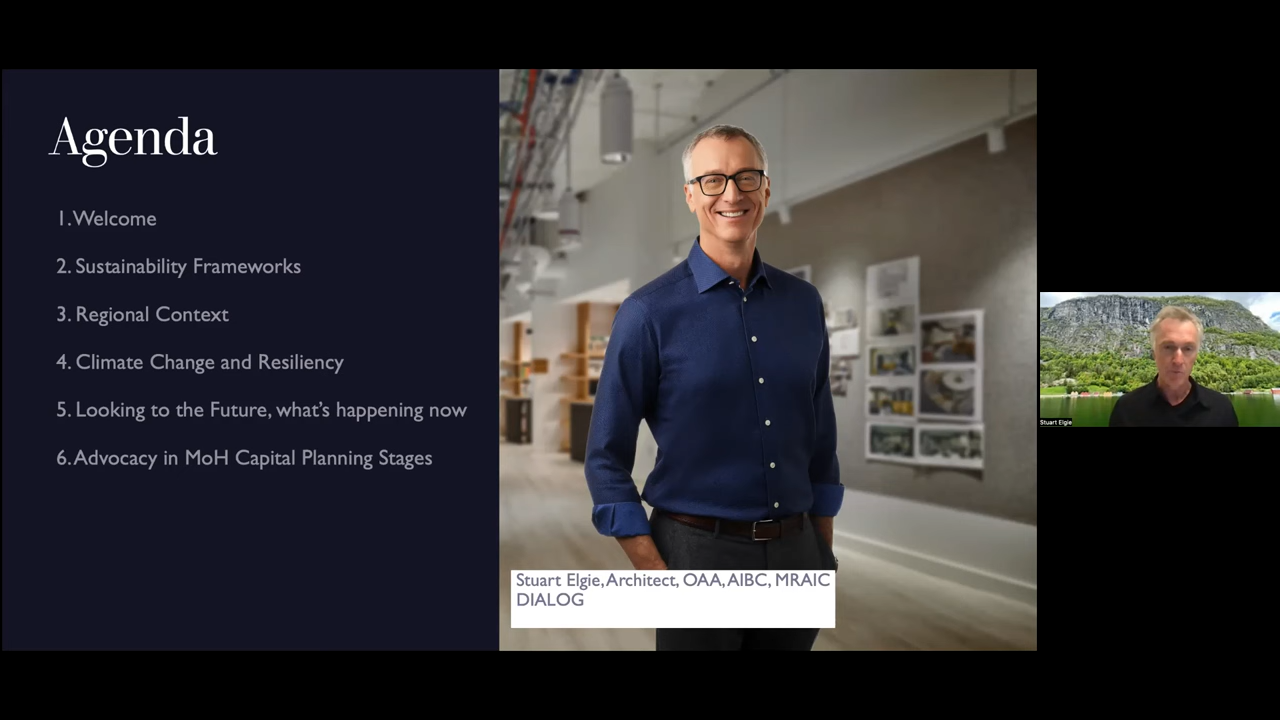 Agenda
1. Welcome
2. Sustainability Frameworks
3. Regional Context
4. Climate Change and Resiliency
5. Looking to the Future, what's happening now
6. Advocacy in MoH Capital Planning Stages
Stuart Elgie, Architect, OAA, AIBC, MRAIC
DIALOG
Stuart Elgie